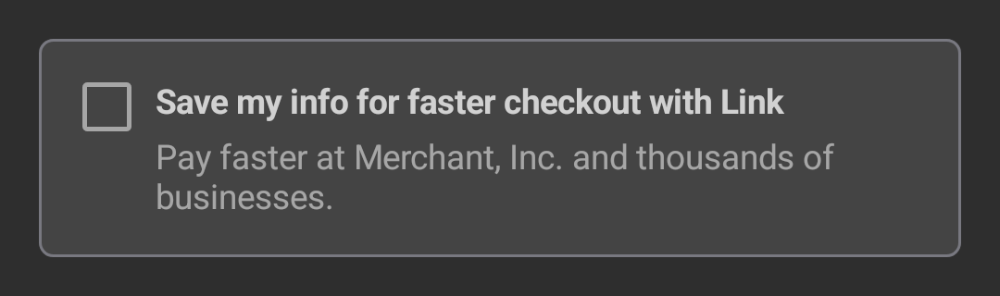 Save my info for faster checkout with Link
Pay faster at Merchant, Inc. and thousands of
businesses.